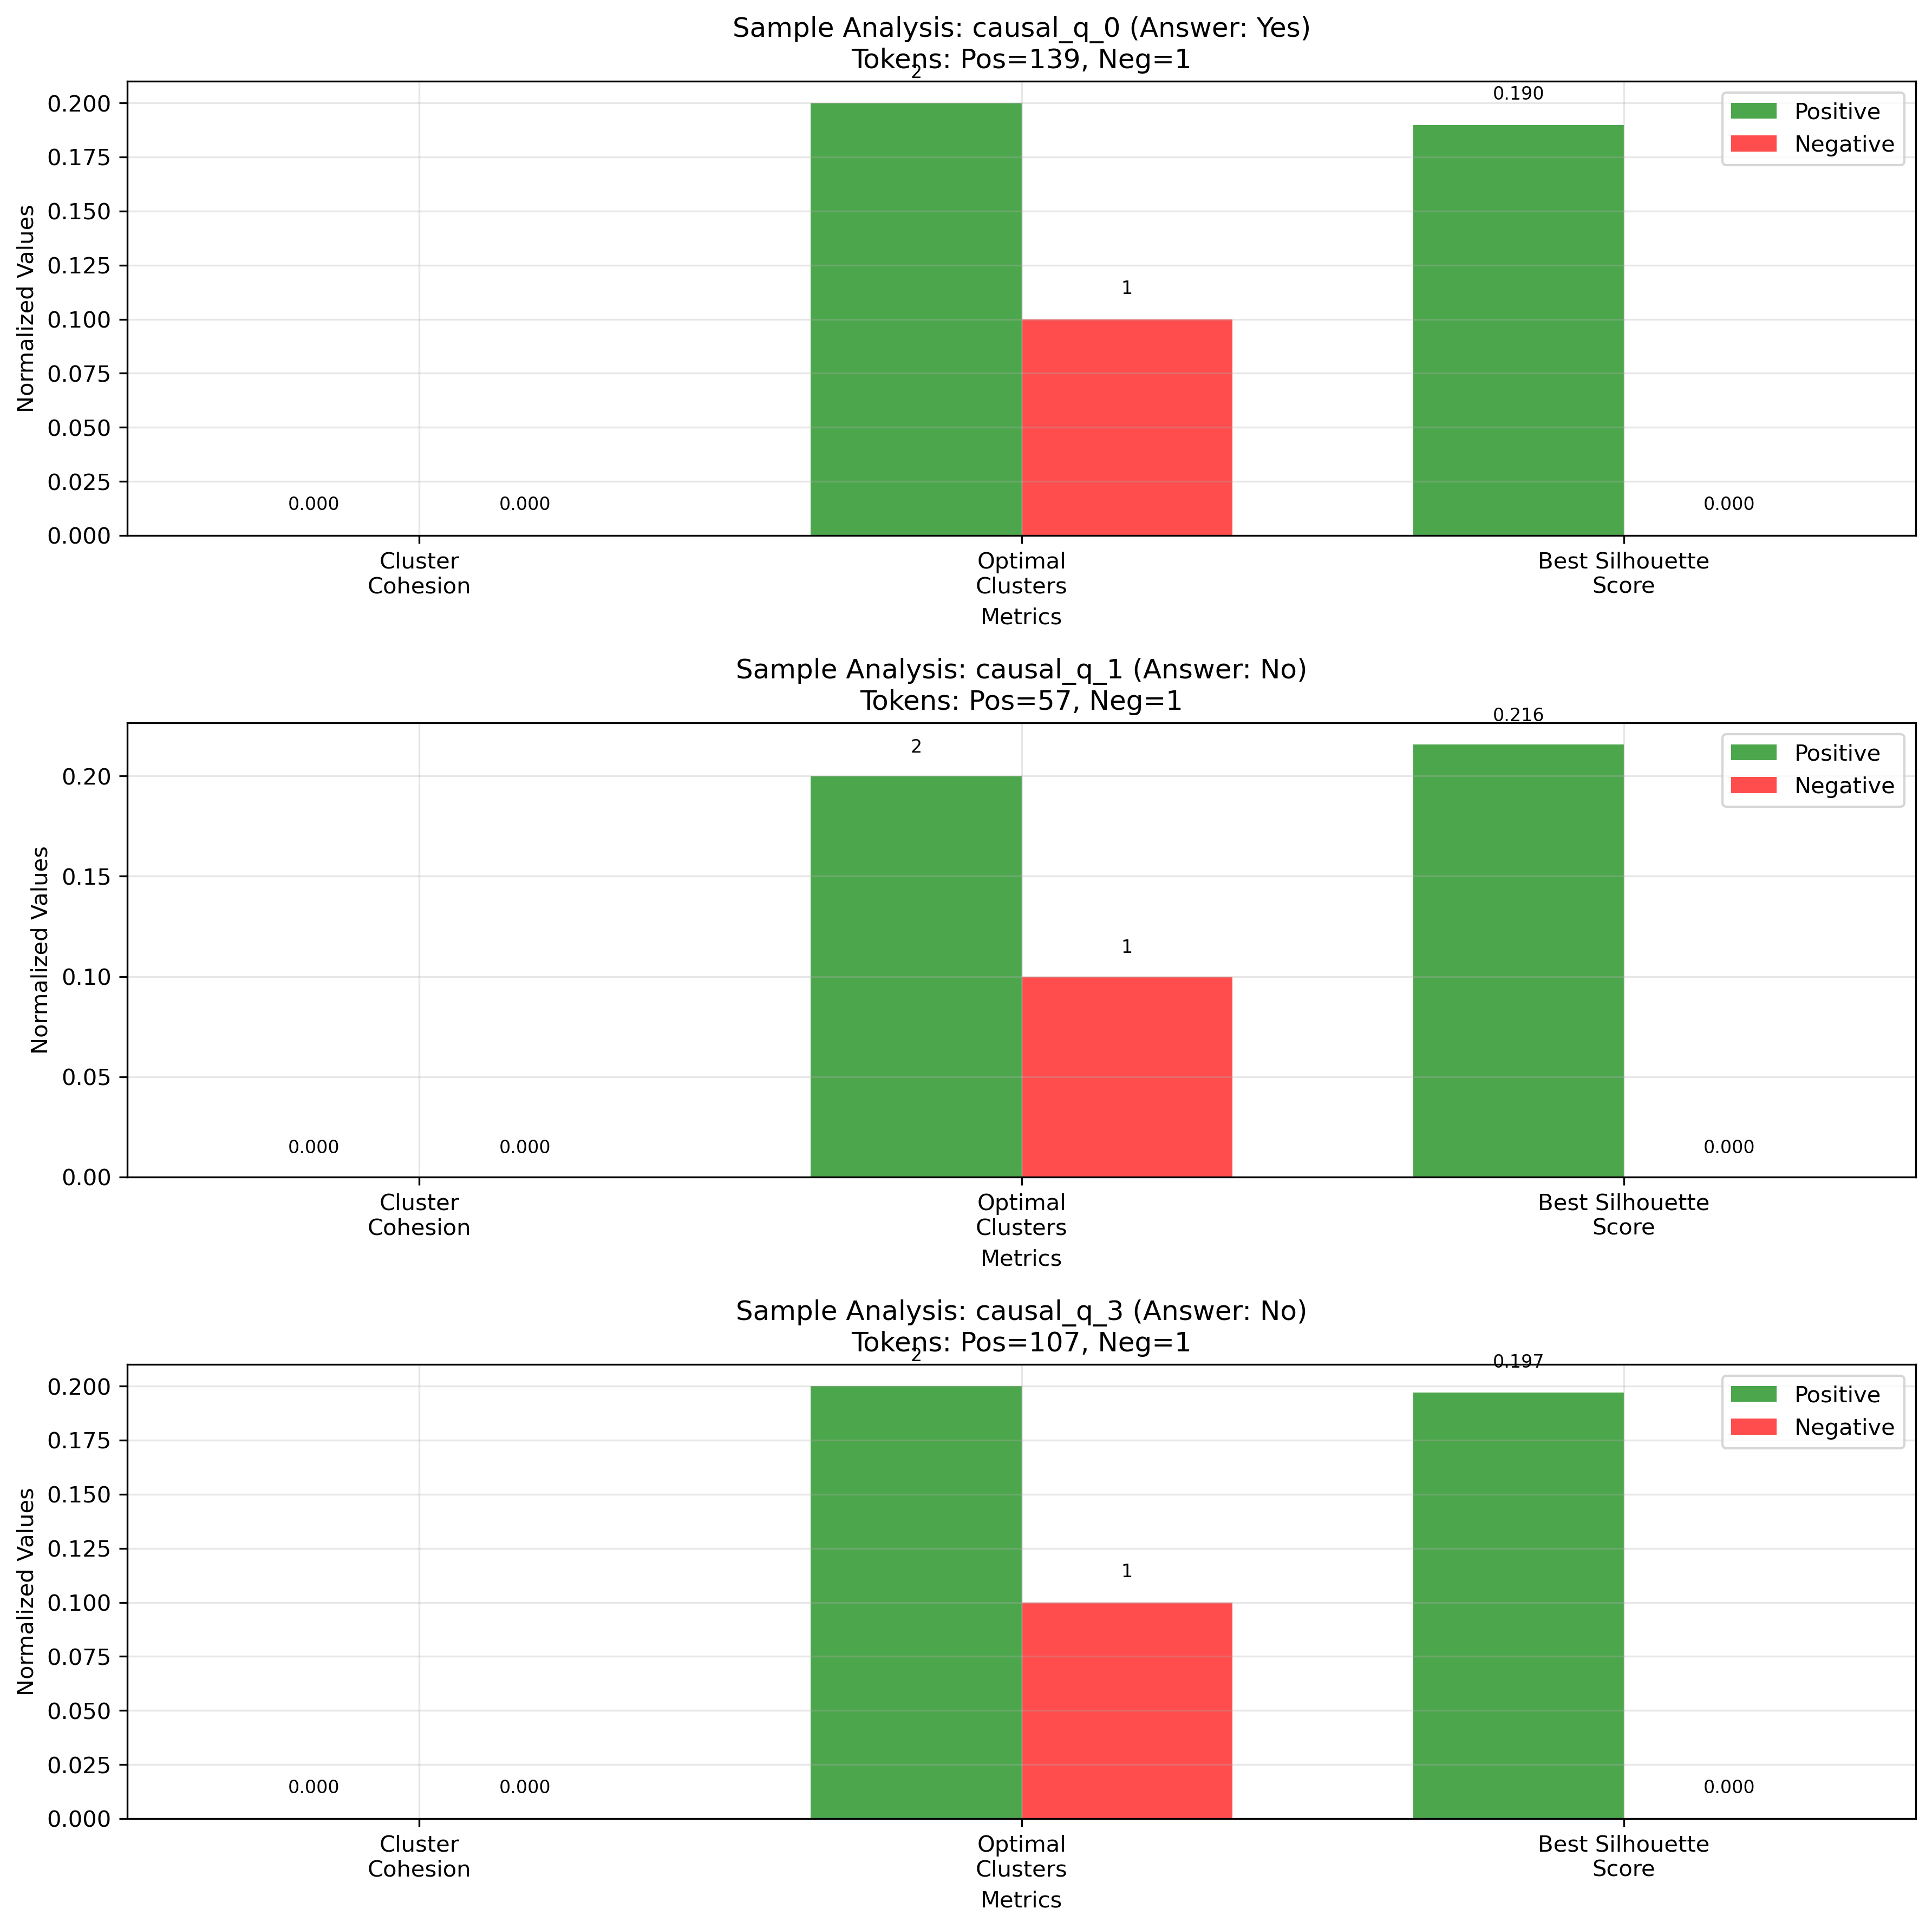 Sample Analysis: causal_q_0 (Answer: Yes)
Tokens: Pos=139, Neg=1
2
0.190
Positive
Negative
0.200
0.175
0.150
0.125
0.100
0.075
0.050
0.025
0.000
Normalized Values
1
0.000
0.000
0.000
Cluster
Cohesion
Optimal
Clusters
Best Silhouette
Score
Metrics
Sample Analysis: causal_q_1 (Answer: No)
Tokens: Pos=57, Neg=1
0.216
2
Positive
Negative
0.20
0.15
0.10
0.05
0.00
Normalized Values
1
0.000
0.000
0.000
Cluster
Cohesion
Optimal
Clusters
Best Silhouette
Score
Metrics
Sample Analysis: causal_q_3 (Answer: No)
Tokens: Pos=107, Neg=1
2
0.197
Positive
Negative
0.200
0.175
0.150
0.125
0.100
0.075
0.050
0.025
0.000
Normalized Values
1
0.000
0.000
0.000
Cluster
Cohesion
Optimal
Clusters
Best Silhouette
Score
Metrics